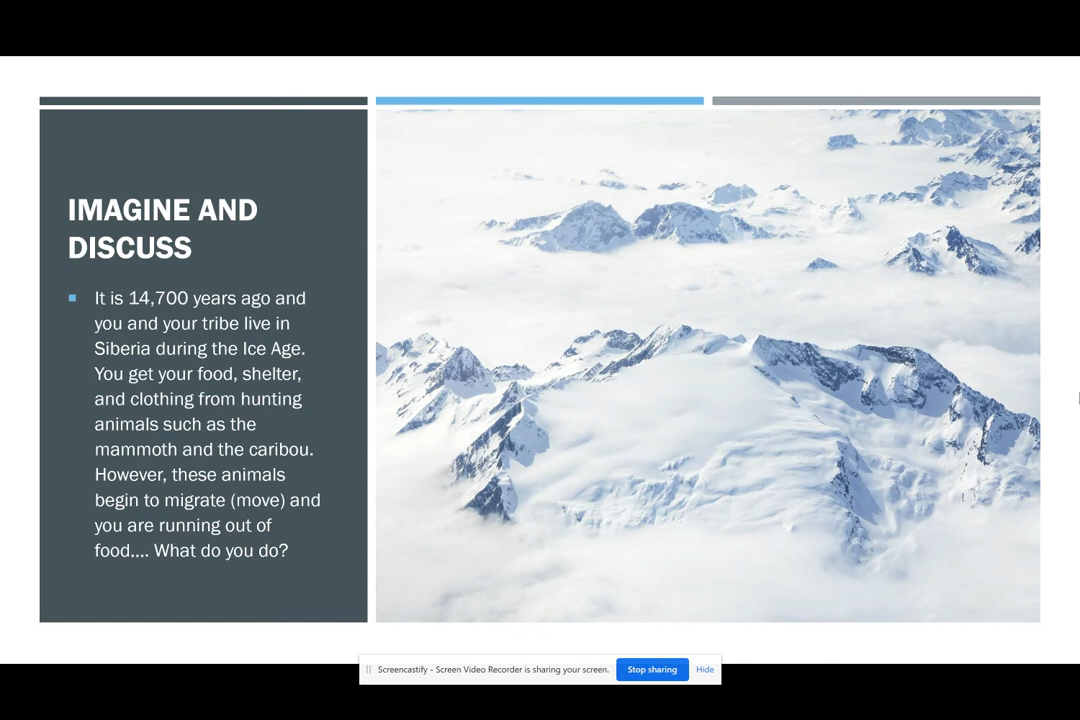 IMAGINE AND
DISCUSS
It is 14,700 years ago and
you and your tribe live in
Siberia during the Ice Age.
You get your food, shelter,
and clothing from hunting
animals such as the
mammoth and the caribou.
However, these animals
begin to migrate (move) and
you are running out of
food.... What do you do?
Screencastify - Screen Video Recorder is sharing your screen. Stop sharing Hide